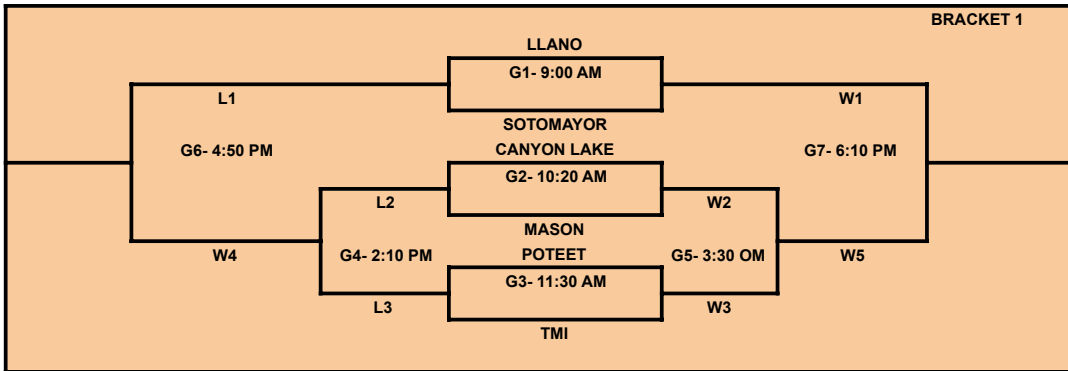 BRACKET 1
LLANO
G1- 9:00 AM
L1
W1
SOTOMAYOR
G6- 4:50 PM
CANYON LAKE
G7- 6:10 PM
G2- 10:20 AM
L2
W2
MASON
W4
G4- 2:10 PM
POTEET
G5- 3:30 OM
W5
G3- 11:30 AM
L3
W3
TMI